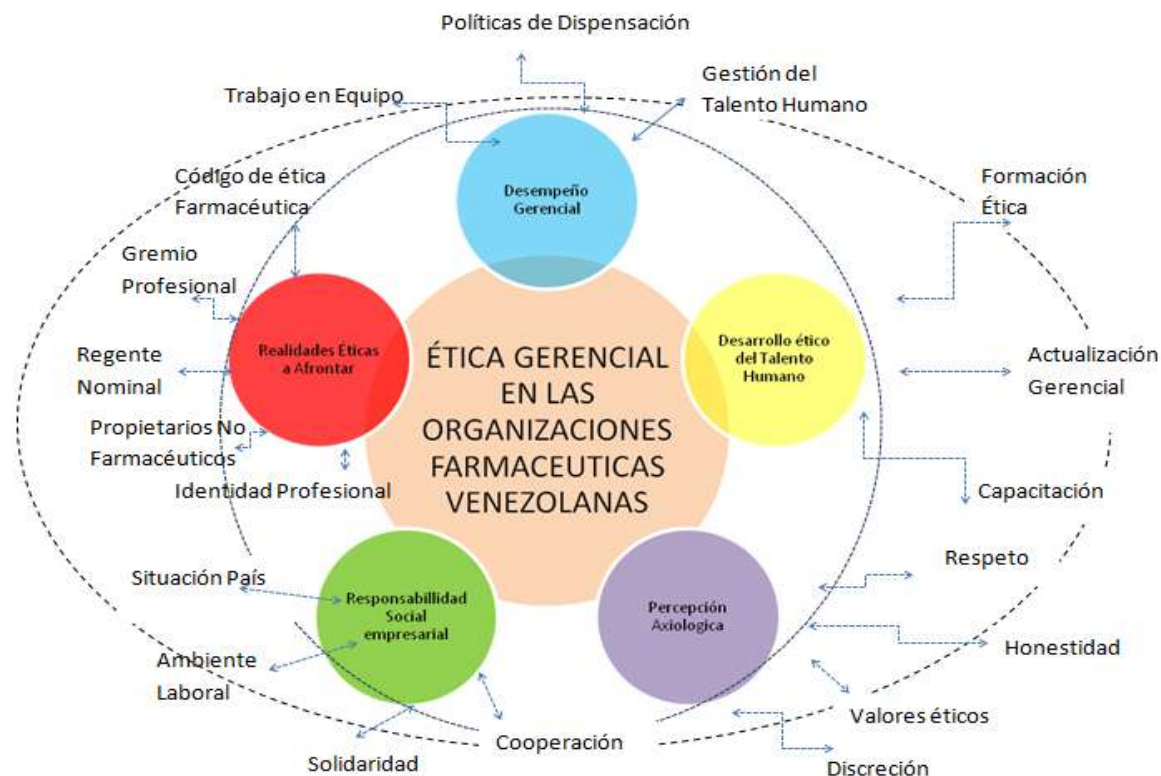 Políticas de Dispensación
Gestión del
Talento Humano
Trabajo en Equipo
Código de ética
Farmacéutica
Desempeño
Gerencial
Formación
Ética
Gremio
Profesional
Realidades Éticas
a Afrontar
Desarrollo ético
del Talento
Humano
Regente
Nominal
Actualización
Gerencial
ÉTICA GERENCIAL
EN LAS
ORGANIZACIONES
FARMACEUTICAS
VENEZOLANAS
Propietarios No
Farmacéuticos
Identidad Profesional
Capacitación
Situación País
Responsabillidad
Social
empresarial
Percepción
Axiologica
Respeto
Honestidad
Ambiente
Laboral
Valores éticos
Solidaridad
Cooperación
Discreción